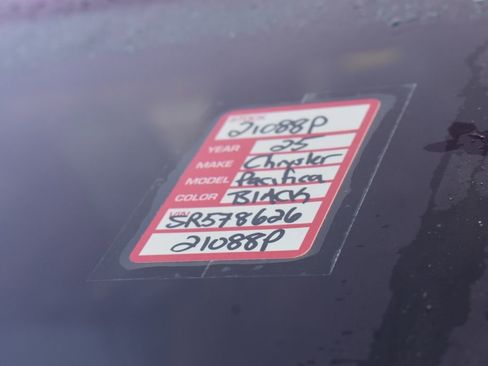 STOCK
21088P
YEAR 25
MAKE Chrysler
MODEL Pacifica
COLOR BLACK
VIN SR578626
21088P